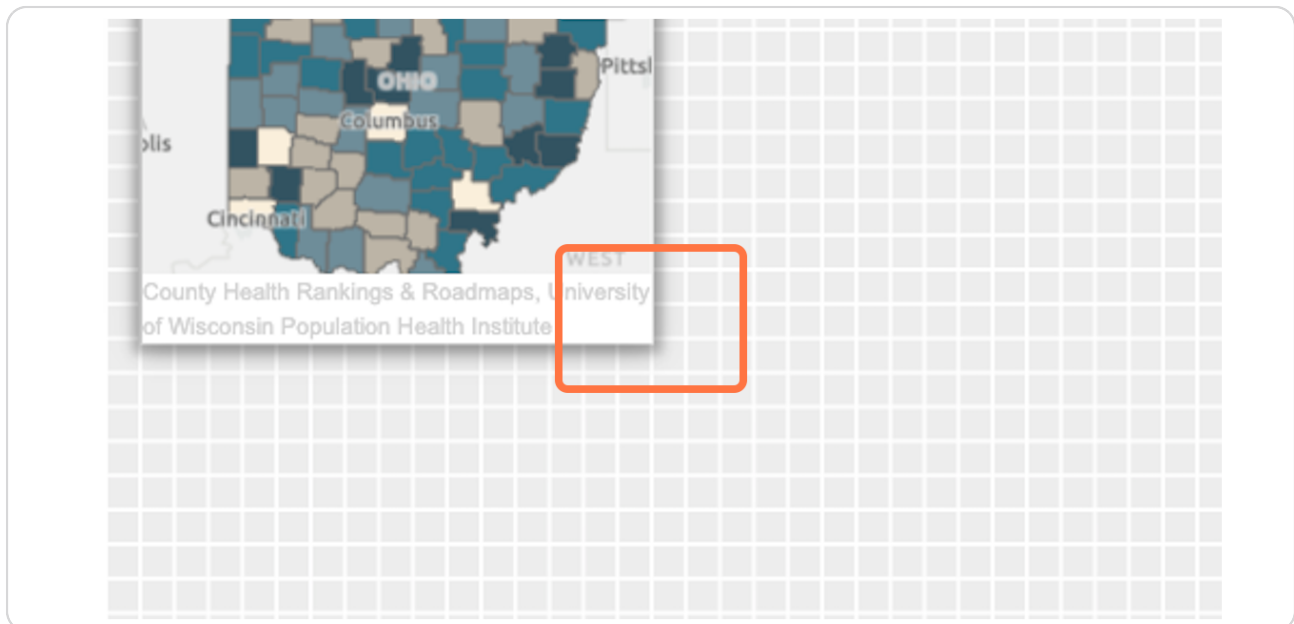 Pittsl
OHIO
Columbus
olis
Cincinnati
WEST
County Health Rankings & Roadmaps, University
of Wisconsin Population Health Institute